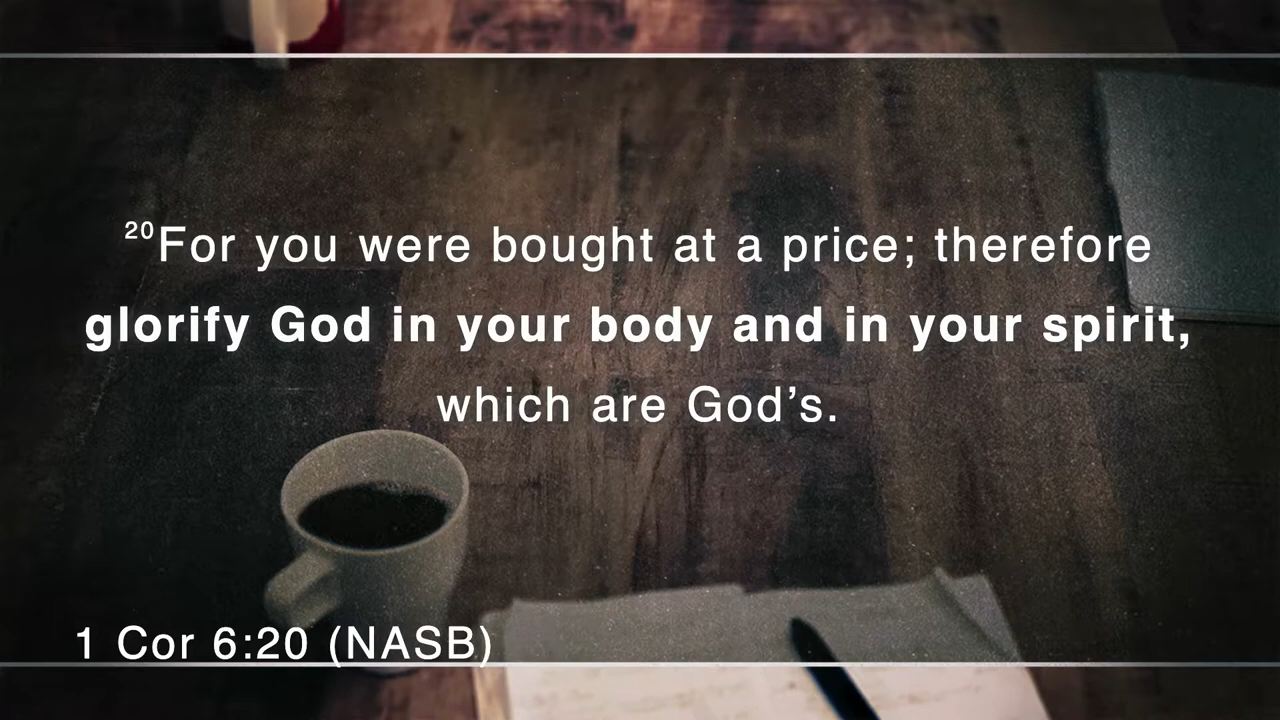 20For you were bought at a price; therefore
glorify God in your body and in your spirit,
which are God’s.
1 Cor 6:20 (NASB)